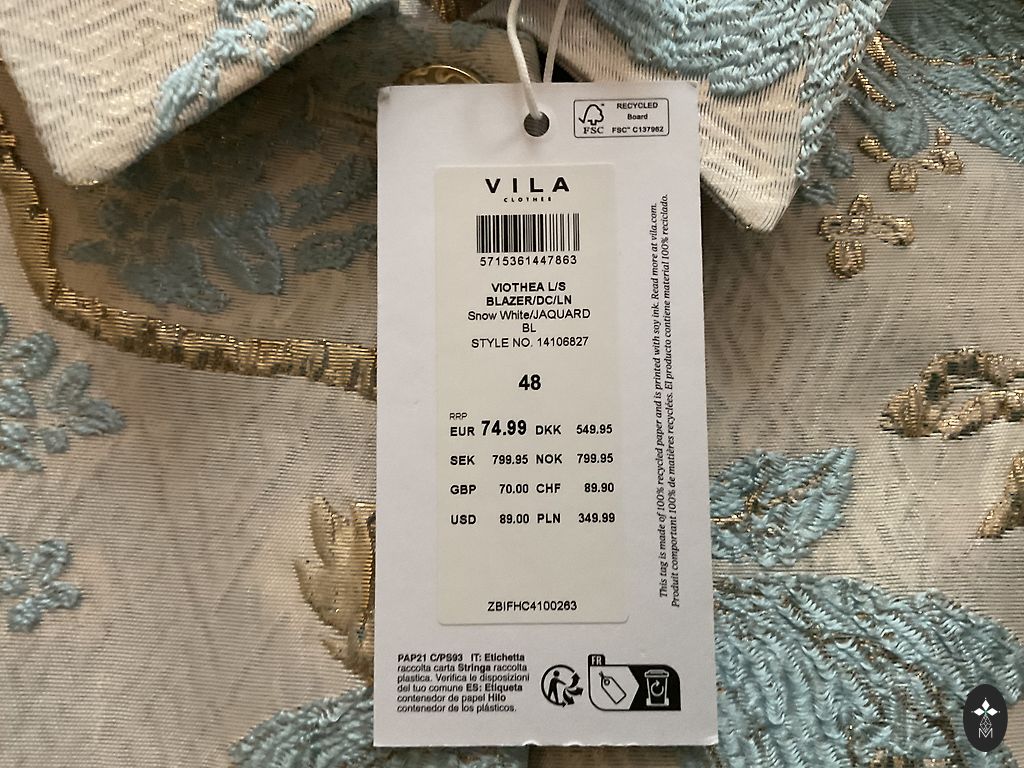 FSC
RECYCLED
Board
FSC® C137962
VILA
CLOTHES
5715361447863
VIOTHEA L/S
BLAZER/DC/LN
Snow White/JAQUARD
BL
STYLE NO. 14106827
48
RRP
EUR 74.99 DKK 549.95
SEK 799.95 NOK 799.95
GBP 70.00 CHF 89.90
USD 89.00 PLN 349.99
ZBIFHC4100263
This tag is made of 100% recycled paper and is printed with soy ink. Read more at vila.com.
Produit comportant 100% de matières recyclées. El producto contiene material 100% reciclado.
PAP21 C/PS93 IT: Etichetta
raccolta carta Stringa raccolta
plastica. Verifica le disposizioni
del tuo comune ES: Etiqueta
contenedor de papel Hilo
contenedor de los plásticos.
FR
M